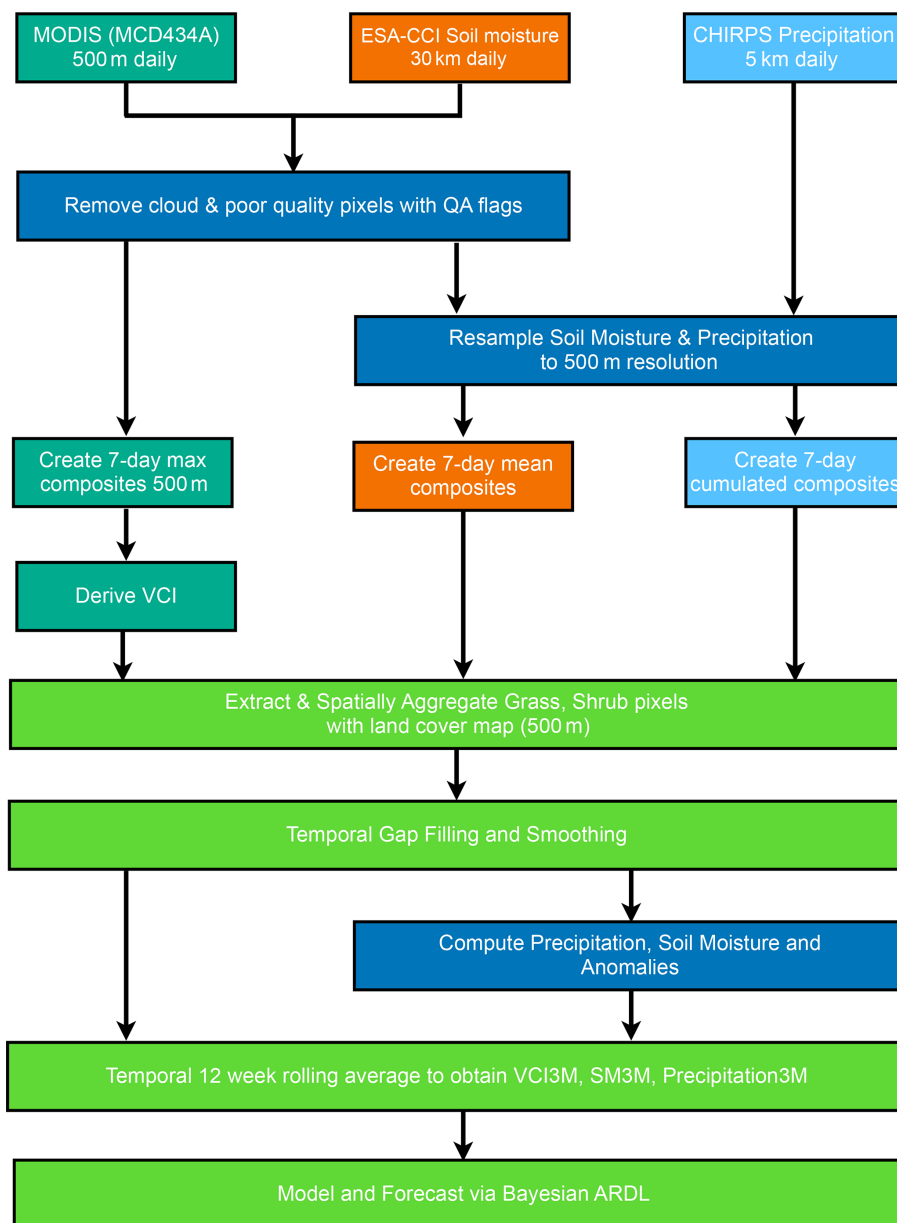 MODIS (MCD434A)
500 m daily
ESA-CCI Soil moisture
30 km daily
CHIRPS Precipitation
5 km daily
Remove cloud & poor quality pixels with QA flags
Resample Soil Moisture & Precipitation
to 500 m resolution
Create 7-day max
composites 500 m
Create 7-day mean
composites
Create 7-day
cumulated composites
Derive VCI
Extract & Spatially Aggregate Grass, Shrub pixels
with land cover map (500 m)
Temporal Gap Filling and Smoothing
Compute Precipitation, Soil Moisture and
Anomalies
Temporal 12 week rolling average to obtain VCI3M, SM3M, Precipitation3M
Model and Forecast via Bayesian ARDL